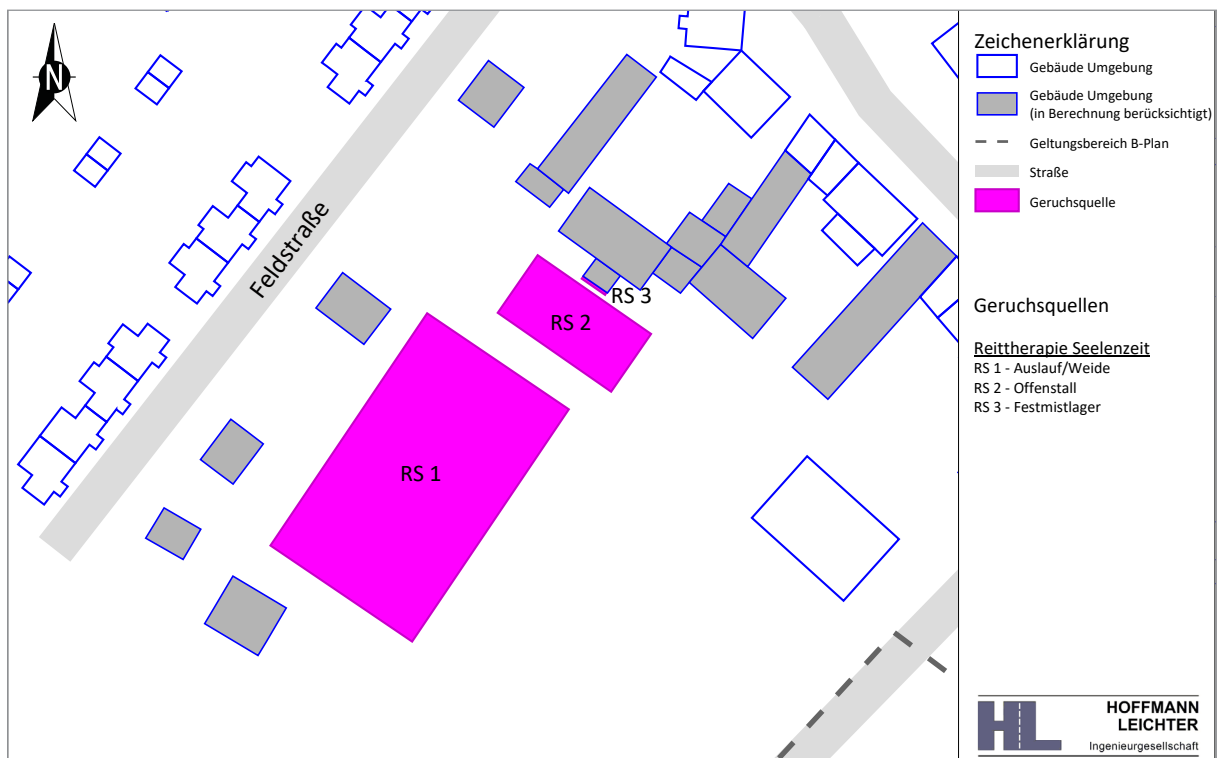 N
Feldstraße
RS 3
RS 2
RS 1
Zeichenerklärung
Gebäude Umgebung
Gebäude Umgebung
(in Berechnung berücksichtigt)
Geltungsbereich B-Plan
Straße
Geruchsquelle
Geruchsquellen
Reittherapie Seelenzeit
RS 1 - Auslauf/Weide
RS 2 - Offenstall
RS 3 - Festmistlager
HL
HOFFMANN
LEICHTER
Ingenieurgesellschaft